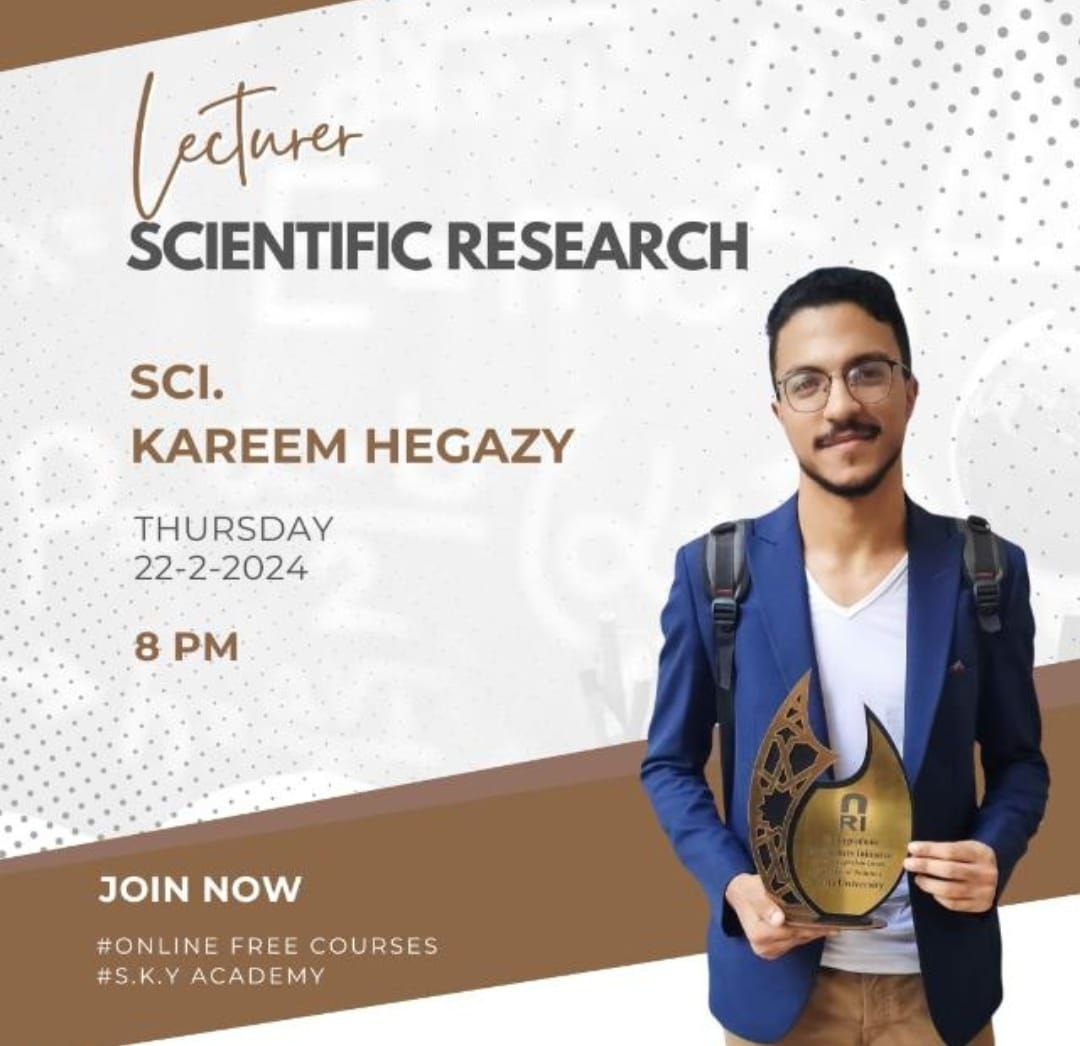 Lecturer
SCIENTIFIC RESEARCH
SCI.
KAREEM HEGAZY
THURSDAY
22-2-2024
8 PM
RI
University
JOIN NOW
#ONLINE FREE COURSES
#S.K.Y ACADEMY